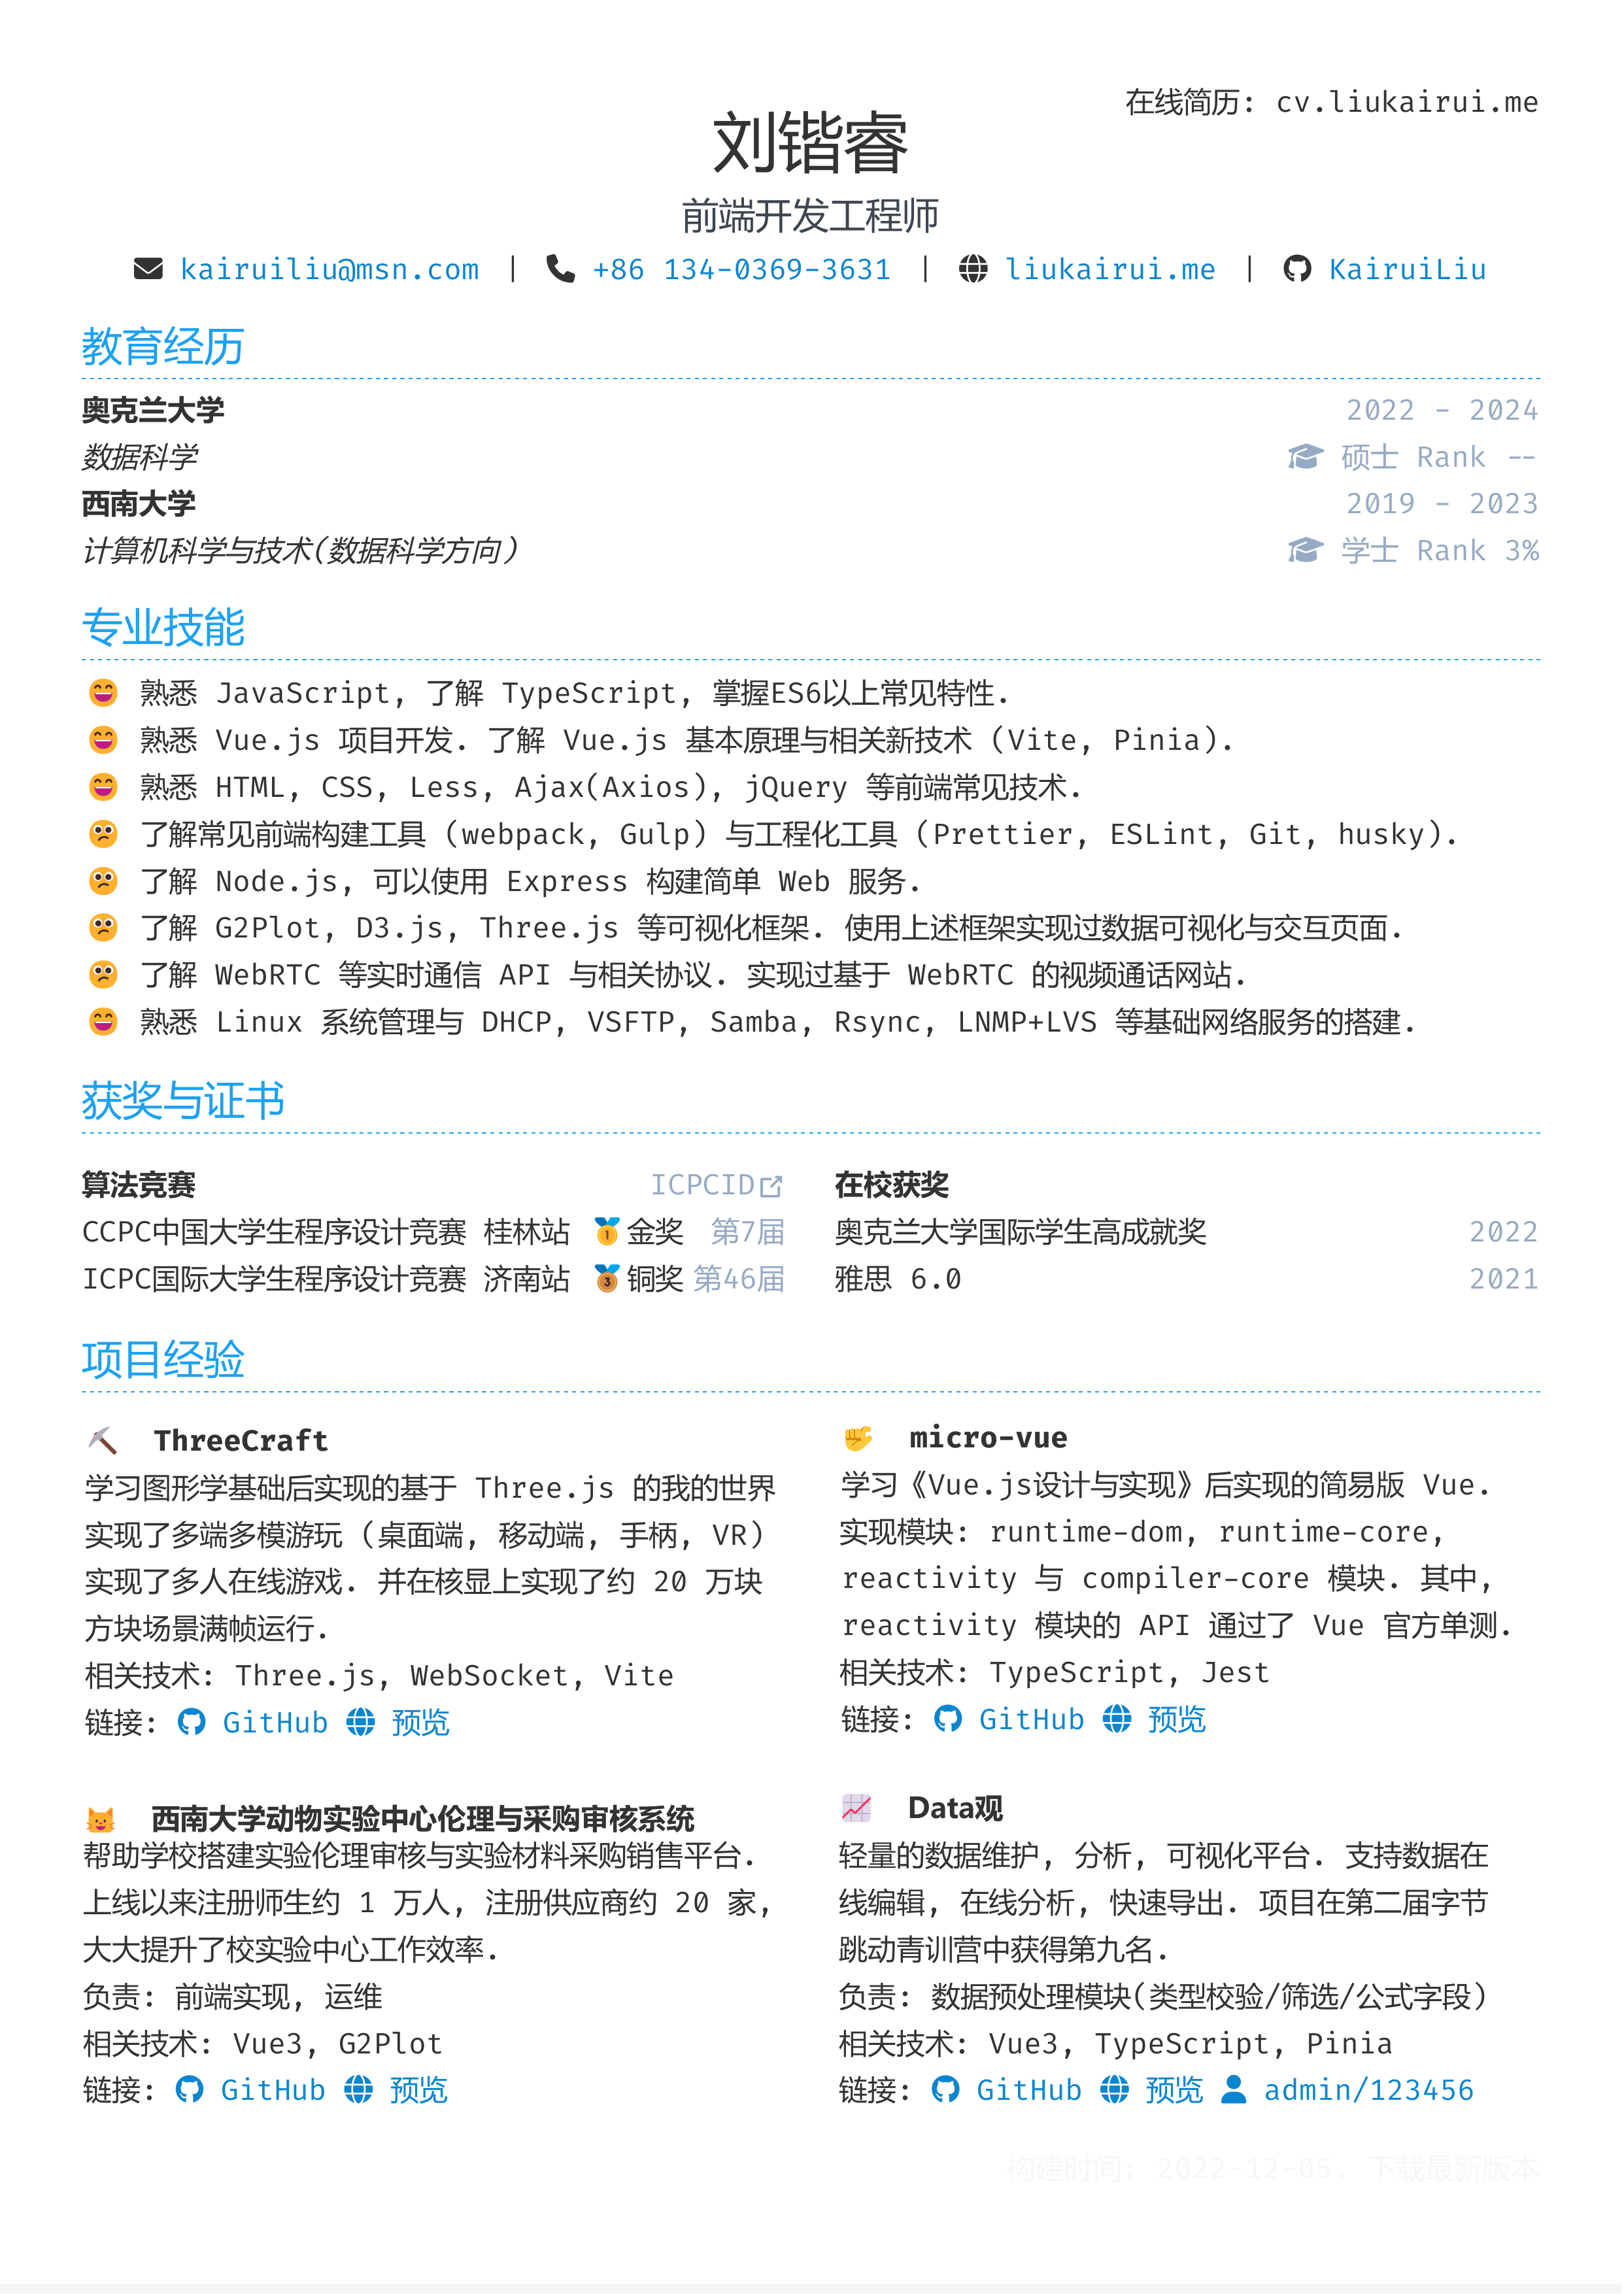 在线简历: cv.liukairui.me
刘锴睿
前端开发工程师
kairuiliu@msn.com | +86 134-0369-3631 | liukairui.me | KairuiLiu
教育经历
奥克兰大学 2022 - 2024
数据科学 硕士 Rank --
西南大学 2019 - 2023
计算机科学与技术(数据科学方向) 学士 Rank 3%
专业技能
熟悉 JavaScript, 了解 TypeScript, 掌握ES6以上常见特性.
熟悉 Vue.js 项目开发. 了解 Vue.js 基本原理与相关新技术 (Vite, Pinia).
熟悉 HTML, CSS, Less, Ajax(Axios), jQuery 等前端常见技术.
了解常见前端构建工具 (webpack, Gulp) 与工程化工具 (Prettier, ESLint, Git, husky).
了解 Node.js, 可以使用 Express 构建简单 Web 服务.
了解 G2Plot, D3.js, Three.js 等可视化框架. 使用上述框架实现过数据可视化与交互页面.
了解 WebRTC 等实时通信 API 与相关协议. 实现过基于 WebRTC 的视频通话网站.
熟悉 Linux 系统管理与 DHCP, VSFTP, Samba, Rsync, LNMP+LVS 等基础网络服务的搭建.
获奖与证书
算法竞赛 ICPCID
CCPC中国大学生程序设计竞赛 桂林站 🥇金奖 第7届
ICPC国际大学生程序设计竞赛 济南站 🥉铜奖 第46届
在校获奖
奥克兰大学国际学生高成就奖 2022
雅思 6.0 2021
项目经验
ThreeCraft
学习图形学基础后实现的基于 Three.js 的我的世界
实现了多端多模游玩 (桌面端, 移动端, 手柄, VR)
实现了多人在线游戏. 并在核显上实现了约 20 万块
方块场景满帧运行.
相关技术: Three.js, WebSocket, Vite
链接: GitHub 预览
micro-vue
学习《Vue.js设计与实现》后实现的简易版 Vue.
实现模块: runtime-dom, runtime-core,
reactivity 与 compiler-core 模块. 其中,
reactivity 模块的 API 通过了 Vue 官方单测.
相关技术: TypeScript, Jest
链接: GitHub 预览
西南大学动物实验中心伦理与采购审核系统
帮助学校搭建实验伦理审核与实验材料采购销售平台.
上线以来注册师生约 1 万人, 注册供应商约 20 家,
大大提升了校实验中心工作效率.
负责: 前端实现, 运维
相关技术: Vue3, G2Plot
链接: GitHub 预览
Data观
轻量的数据维护, 分析, 可视化平台. 支持数据在
线编辑, 在线分析, 快速导出. 项目在第二届字节
跳动青训营中获得第九名.
负责: 数据预处理模块(类型校验/筛选/公式字段)
相关技术: Vue3, TypeScript, Pinia
链接: GitHub 预览 admin/123456
构建时间: 2022-12-05. 下载最新版本